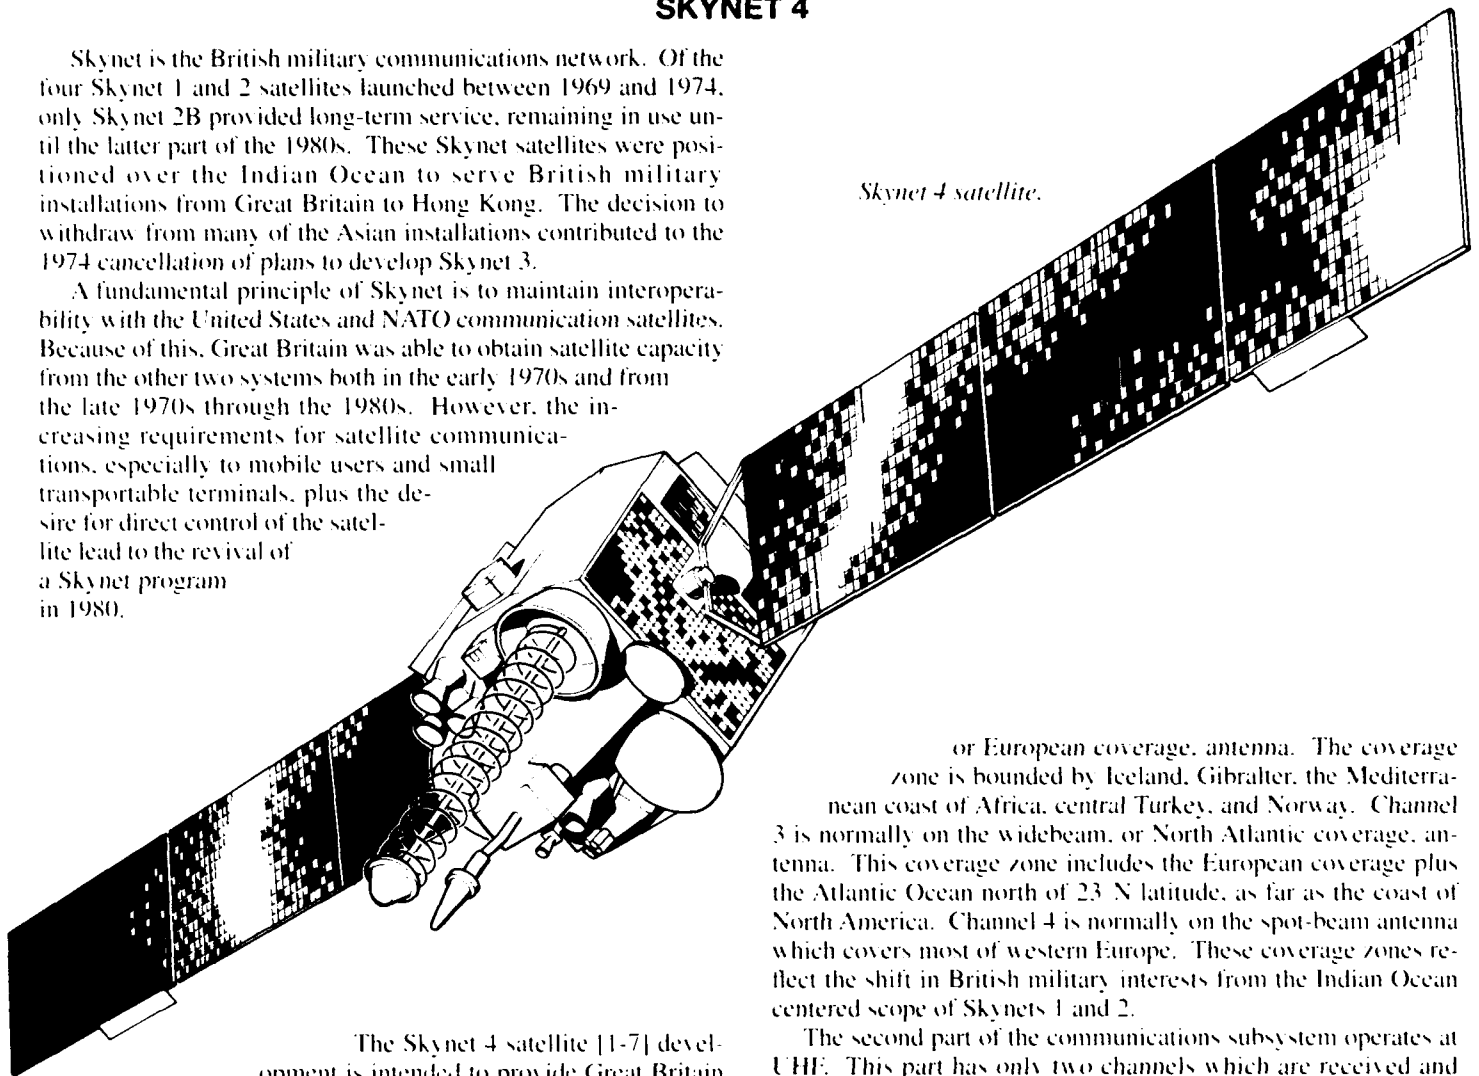 SKYNET 4
Skynet is the British military communications network. Of the
four Skynet 1 and 2 satellites launched between 1969 and 1974,
only Skynet 2B provided long-term service, remaining in use un-
til the latter part of the 1980s. These Skynet satellites were posi-
tioned over the Indian Ocean to serve British military
installations from Great Britain to Hong Kong. The decision to
withdraw from many of the Asian installations contributed to the
1974 cancellation of plans to develop Skynet 3.
A fundamental principle of Skynet is to maintain interopera-
bility with the United States and NATO communication satellites.
Because of this, Great Britain was able to obtain satellite capacity
from the other two systems both in the early 1970s and from
the late 1970s through the 1980s. However, the in-
creasing requirements for satellite communica-
tions, especially to mobile users and small
transportable terminals, plus the de-
sire for direct control of the satel-
lite lead to the revival of
a Skynet program
in 1980.
The Skynet 4 satellite [1-7] devel-
opment is intended to provide Great Britain
Skynet 4 satellite.
or European coverage, antenna. The coverage
zone is bounded by Iceland, Gibralter, the Mediterra-
nean coast of Africa, central Turkey, and Norway. Channel
3 is normally on the widebeam, or North Atlantic coverage, an-
tenna. This coverage zone includes the European coverage plus
the Atlantic Ocean north of 23 N latitude, as far as the coast of
North America. Channel 4 is normally on the spot-beam antenna
which covers most of western Europe. These coverage zones re-
flect the shift in British military interests from the Indian Ocean
centered scope of Skynets 1 and 2.
The second part of the communications subsystem operates at
UHF. This part has only two channels which are received and